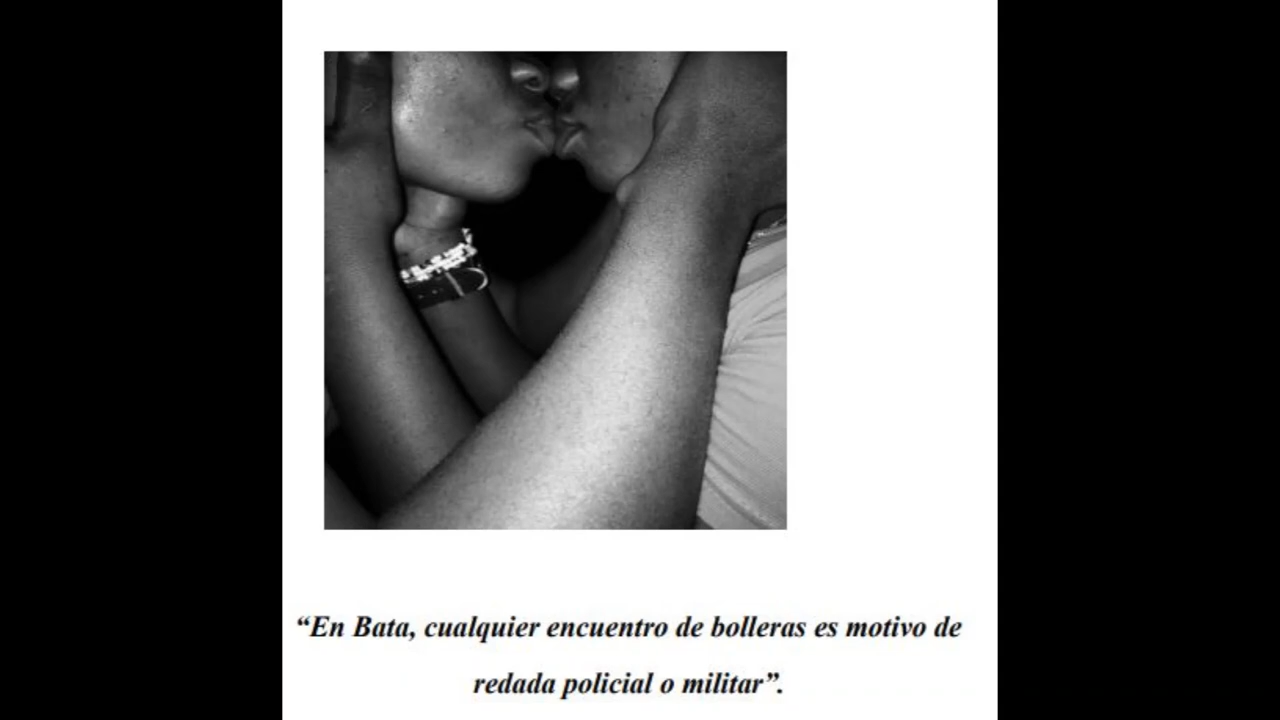 “En Bata, cualquier encuentro de bolleras es motivo de
redada policial o militar”.